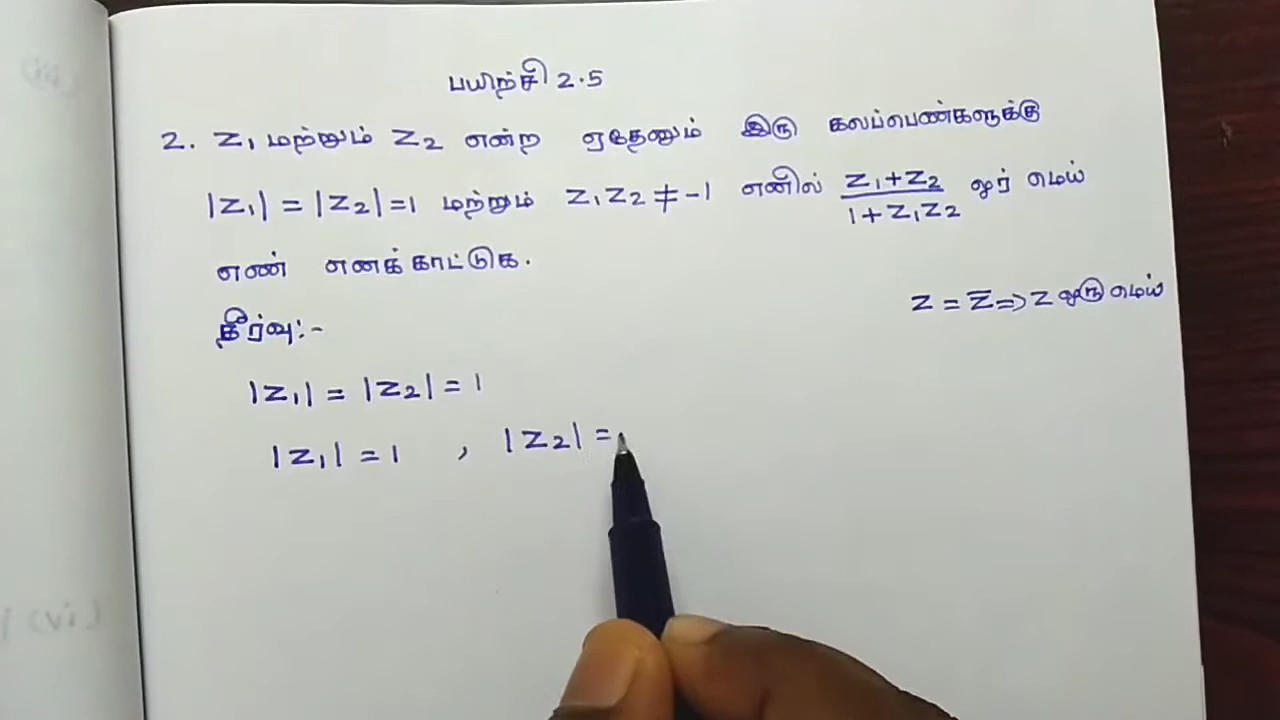 பயிற்சி 2.5
2. Z₁ மற்றும் Z₂ என்ற ஏதேனும் இரு கலப்பெண்களுக்கு
|Z₁| = |Z₂| = 1 மற்றும் Z₁Z₂ ≠ -1 எனில் (Z₁+Z₂)/(1+Z₁Z₂) ஓர் மெய்
எண் எனக்காட்டுக.
Z = Z̅ => Z ஒரு மெய்
தீர்வு:-
|Z₁| = |Z₂| = 1
|Z₁| = 1 , |Z₂| =
(vi)